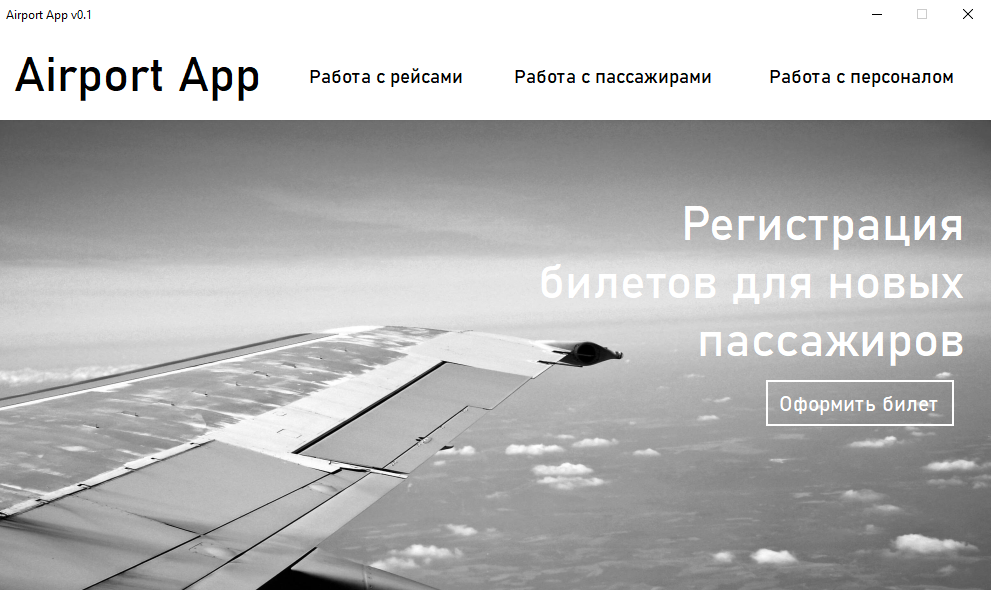 Airport App v0.1
Airport App
Работа с рейсами
Работа с пассажирами
Работа с персоналом
Регистрация
билетов для новых
пассажиров
Оформить билет